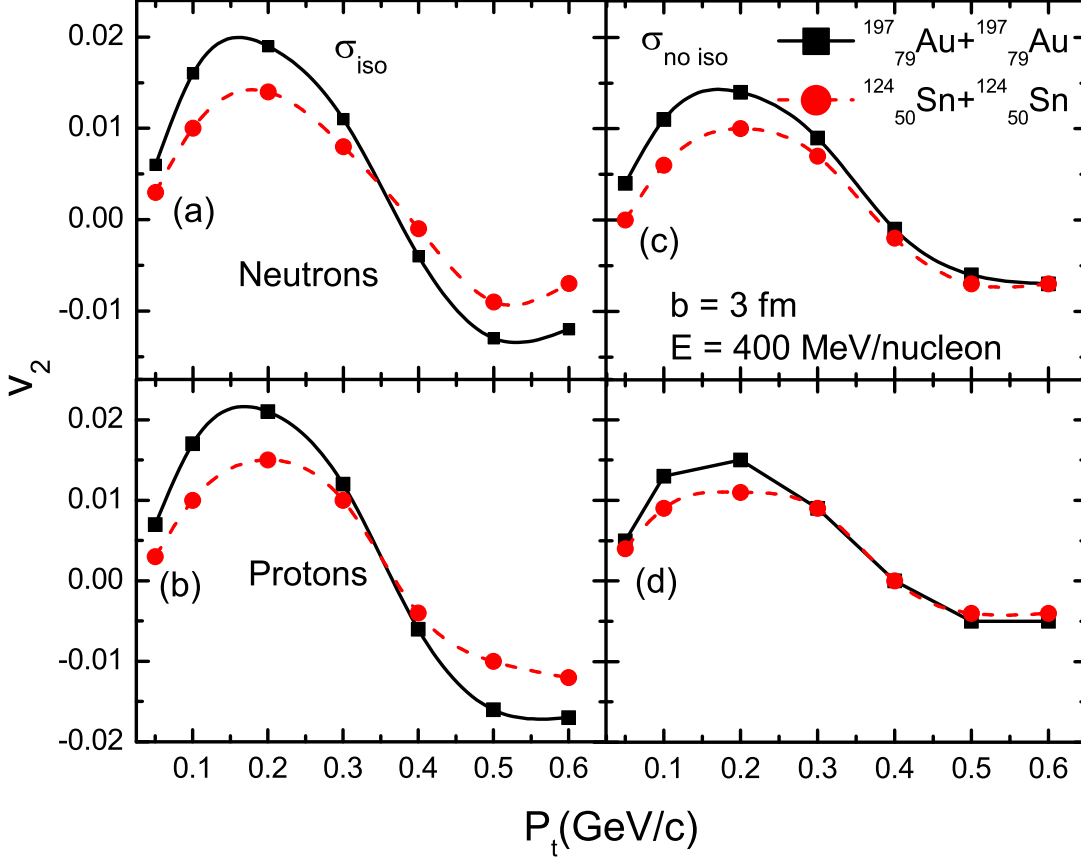 σiso
(a)
Neutrons
0.02
0.01
0.00
-0.01
σno iso
197 79Au+197 79Au
124 50Sn+124 50Sn
(c)
b = 3 fm
E = 400 MeV/nucleon
v2
(b)
Protons
0.02
0.01
0.00
-0.01
-0.02
(d)
0.1 0.2 0.3 0.4 0.5 0.6
0.1 0.2 0.3 0.4 0.5 0.6
Pt(GeV/c)